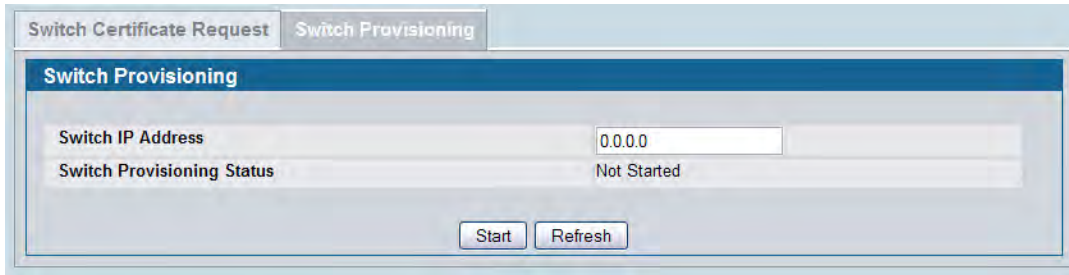 Switch Certificate Request Switch Provisioning
Switch Provisioning
Switch IP Address 0.0.0.0
Switch Provisioning Status Not Started
Start Refresh